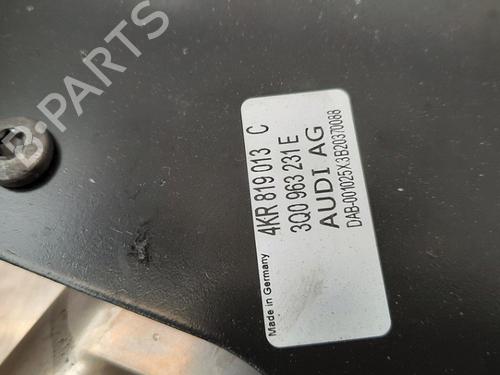 B-PARTS
4KR 819 013 C
3Q0 963 231 E
AUDI AG
DAB-001025X3B20370088
Made in Germany